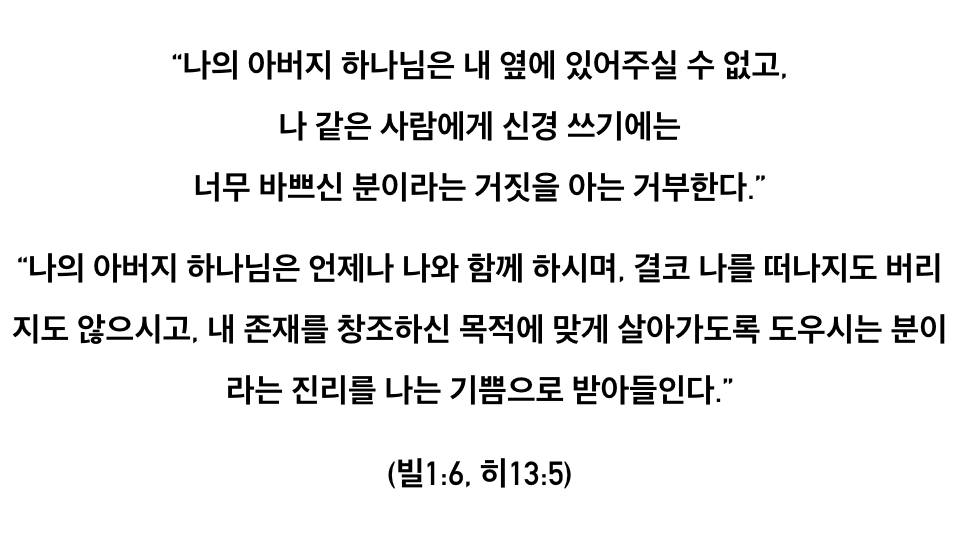 “나의 아버지 하나님은 내 옆에 있어주실 수 없고,
나 같은 사람에게 신경 쓰기에는
너무 바쁘신 분이라는 거짓을 아는 거부한다.”
“나의 아버지 하나님은 언제나 나와 함께 하시며, 결코 나를 떠나지도 버리
지도 않으시고, 내 존재를 창조하신 목적에 맞게 살아가도록 도우시는 분이
라는 진리를 나는 기쁨으로 받아들인다.”
(빌1:6, 히13:5)